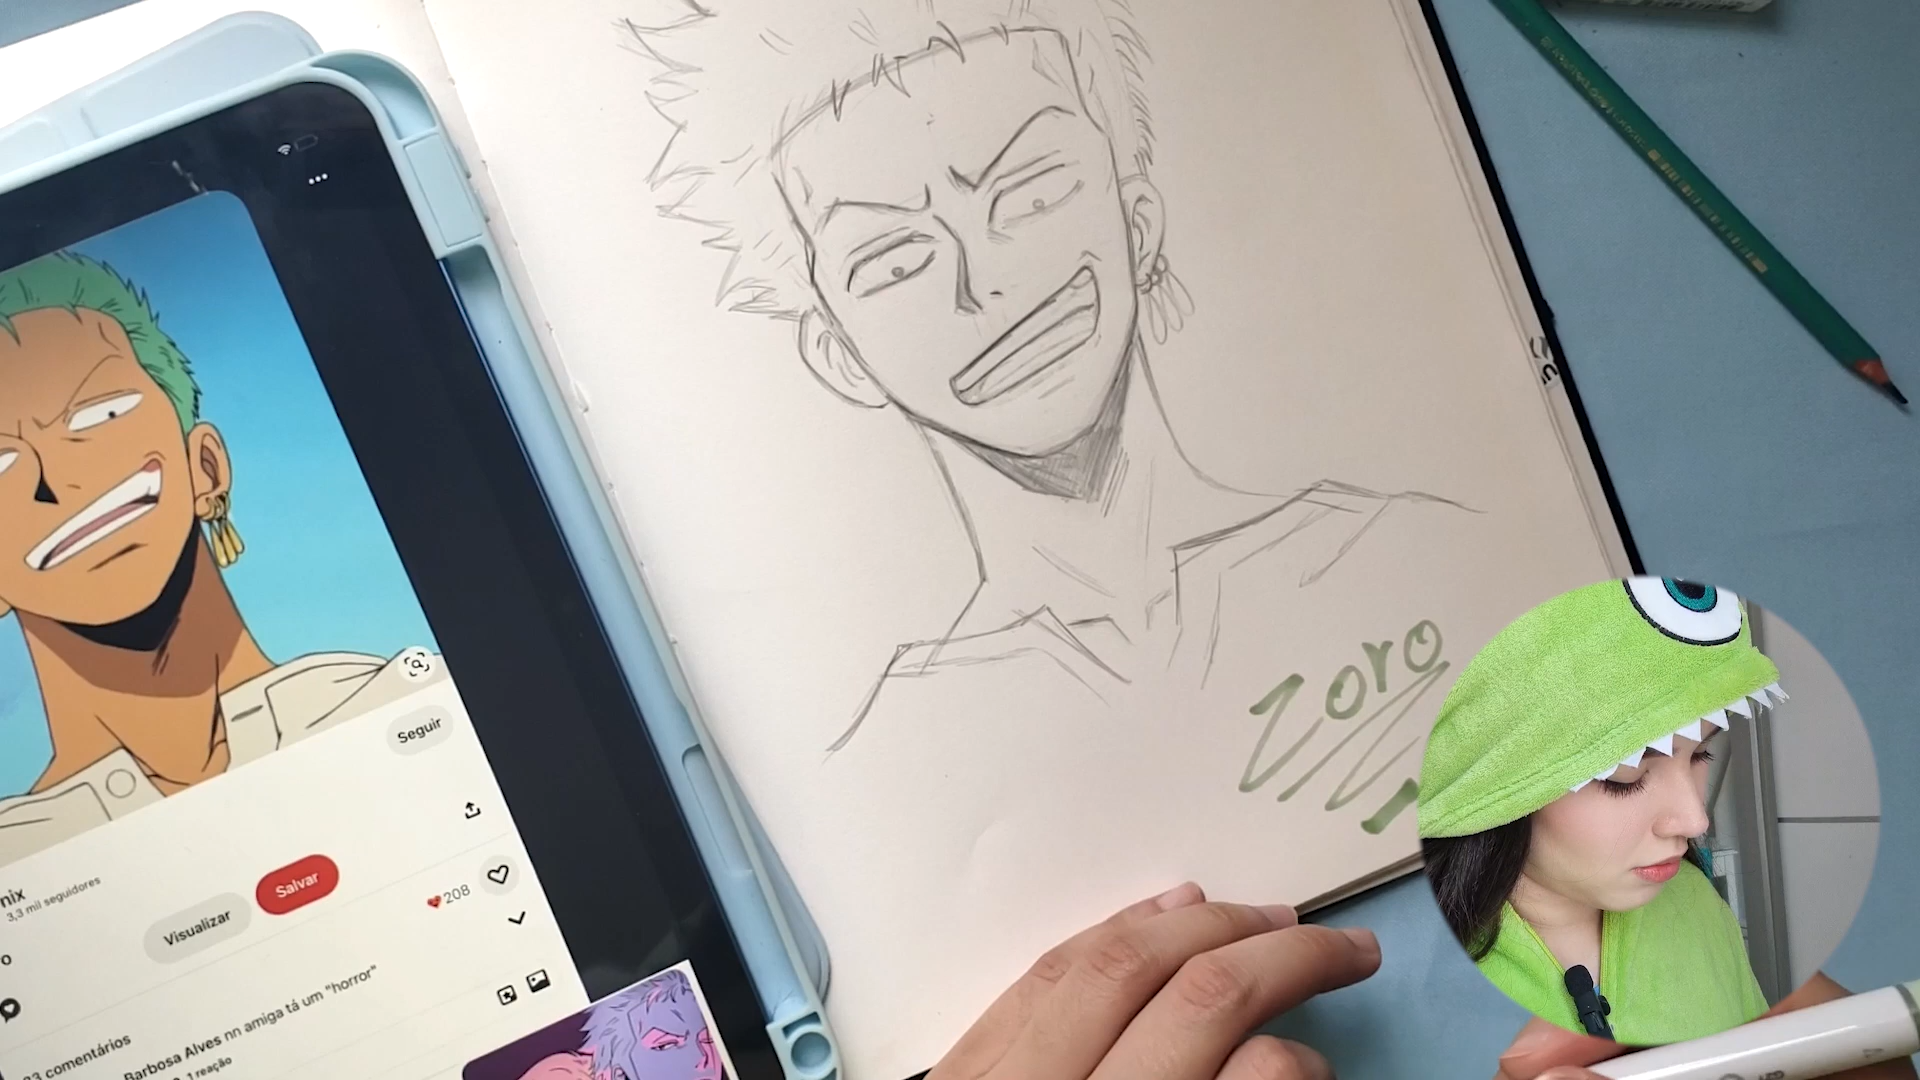 Zoro
Seguir
nix
3,3 mil seguidores
Visualizar
Salvar
208
comentários
Barbosa Alves nn amiga tá um "horror"
1 reação